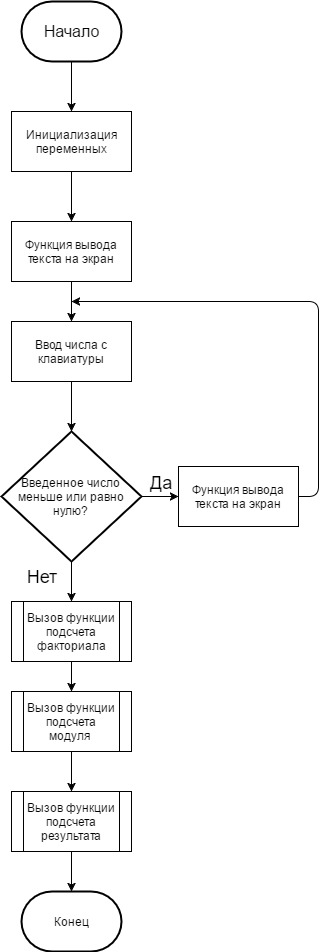 Начало
Инициализация
переменных
Функция вывода
текста на экран
Ввод числа с
клавиатуры
Введенное число
меньше или равно
нулю?
Да
Функция вывода
текста на экран
Нет
Вызов функции
подсчета
факториала
Вызов функции
подсчета
модуля
Вызов функции
подсчета
результата
Конец